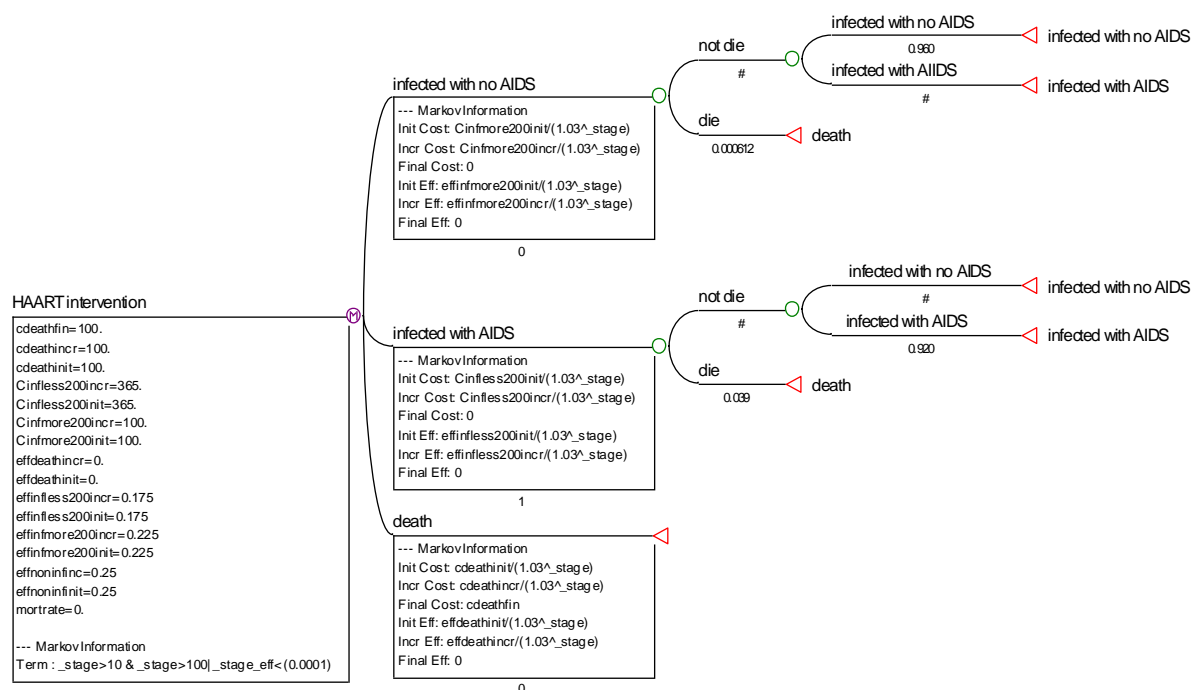 HAART intervention
cdeathfin=100.
cdeathincr=100.
cdeathinit=100.
Cinfless200incr=365.
Cinfless200init=365.
Cinfmore200incr=100.
Cinfmore200init=100.
effdeathincr=0.
effdeathinit=0.
effinfless200incr=0.175
effinfless200init=0.175
effinfmore200incr=0.225
effinfmore200init=0.225
effnoninfinc=0.25
effnoninfinit=0.25
mortrate=0.
--- Markov Information
Term : _stage>10 & _stage>100|_stage_eff<(0.0001)
M
infected with no AIDS
--- Markov Information
Init Cost: Cinfmore200init/(1.03^_stage)
Incr Cost: Cinfmore200incr/(1.03^_stage)
Final Cost: 0
Init Eff: effinfmore200init/(1.03^_stage)
Incr Eff: effinfmore200incr/(1.03^_stage)
Final Eff: 0
0
not die
#
infected with no AIDS
0.960
infected with no AIDS
infected with AIIDS
#
infected with AIDS
die
0.000612
death
infected with AIDS
--- Markov Information
Init Cost: Cinfless200init/(1.03^_stage)
Incr Cost: Cinfless200incr/(1.03^_stage)
Final Cost: 0
Init Eff: effinfless200init/(1.03^_stage)
Incr Eff: effinfless200incr/(1.03^_stage)
Final Eff: 0
1
not die
#
infected with no AIDS
#
infected with no AIDS
infected with AIDS
0.920
infected with AIDS
die
0.039
death
death
--- Markov Information
Init Cost: cdeathinit/(1.03^_stage)
Incr Cost: cdeathincr/(1.03^_stage)
Final Cost: cdeathfin
Init Eff: effdeathinit/(1.03^_stage)
Incr Eff: effdeathincr/(1.03^_stage)
Final Eff: 0
0